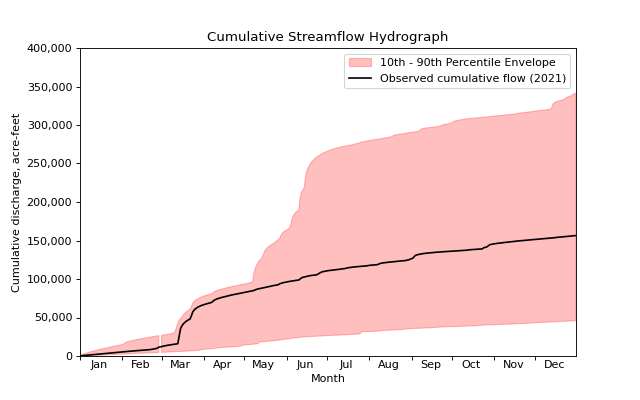 Cumulative Streamflow Hydrograph
400,000
350,000
300,000
250,000
200,000
150,000
100,000
50,000
0
Cumulative discharge, acre-feet
10th - 90th Percentile Envelope
Observed cumulative flow (2021)
Jan Feb Mar Apr May Jun Jul Aug Sep Oct Nov Dec
Month